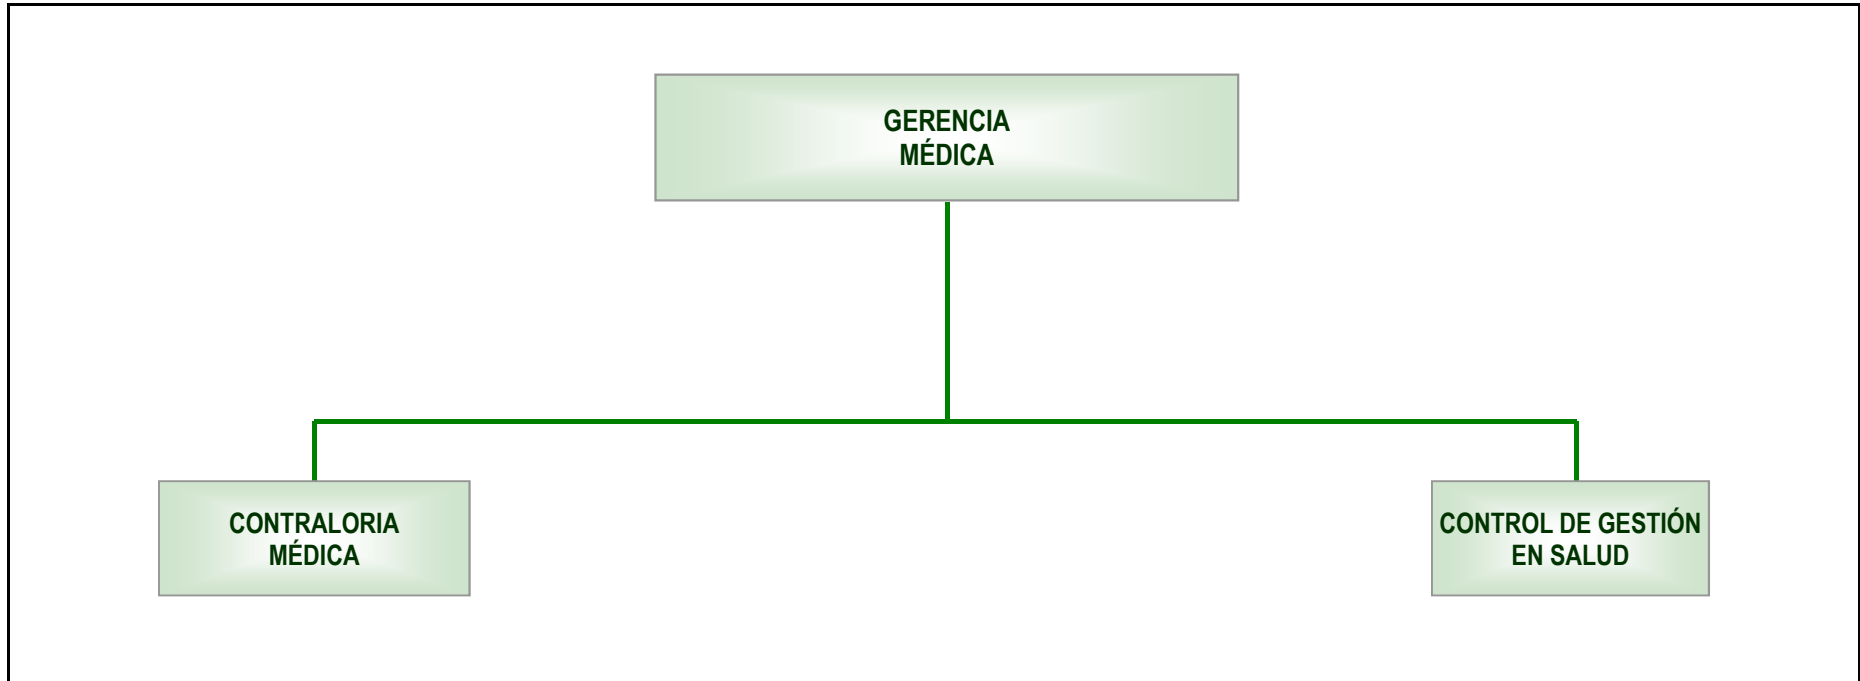 GERENCIA
MÉDICA
CONTRALORIA
MÉDICA
CONTROL DE GESTIÓN
EN SALUD